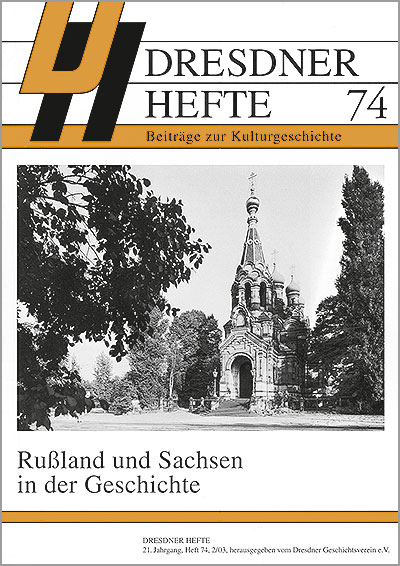 DRESDNER
HEFTE 74
Beiträge zur Kulturgeschichte
Rußland und Sachsen
in der Geschichte
DRESDNER HEFTE
21. Jahrgang, Heft 74, 2/03, herausgegeben vom Dresdner Geschichtsverein e.V.